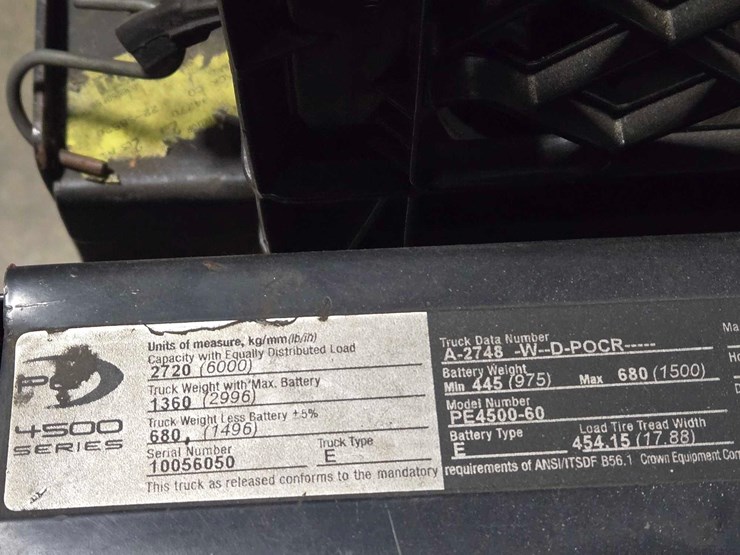 Units of measure, kg/mm(lb/in)
Capacity with Equally Distributed Load
2720 (6000)
Truck Weight with Max. Battery
1360 (2996)
Truck Weight Less Battery ±5%
680 (1496)
Serial Number
10056050
Truck Type
E
4500
SERIES
Truck Data Number
A-2748 -W--D-POCR-----
Battery Weight
Min 445 (975) Max 680 (1500)
Model Number
PE4500-60
Battery Type
E
Load Tire Tread Width
454.15 (17.88)
This truck as released conforms to the mandatory requirements of ANSI/ITSDF B56.1 Crown Equipment